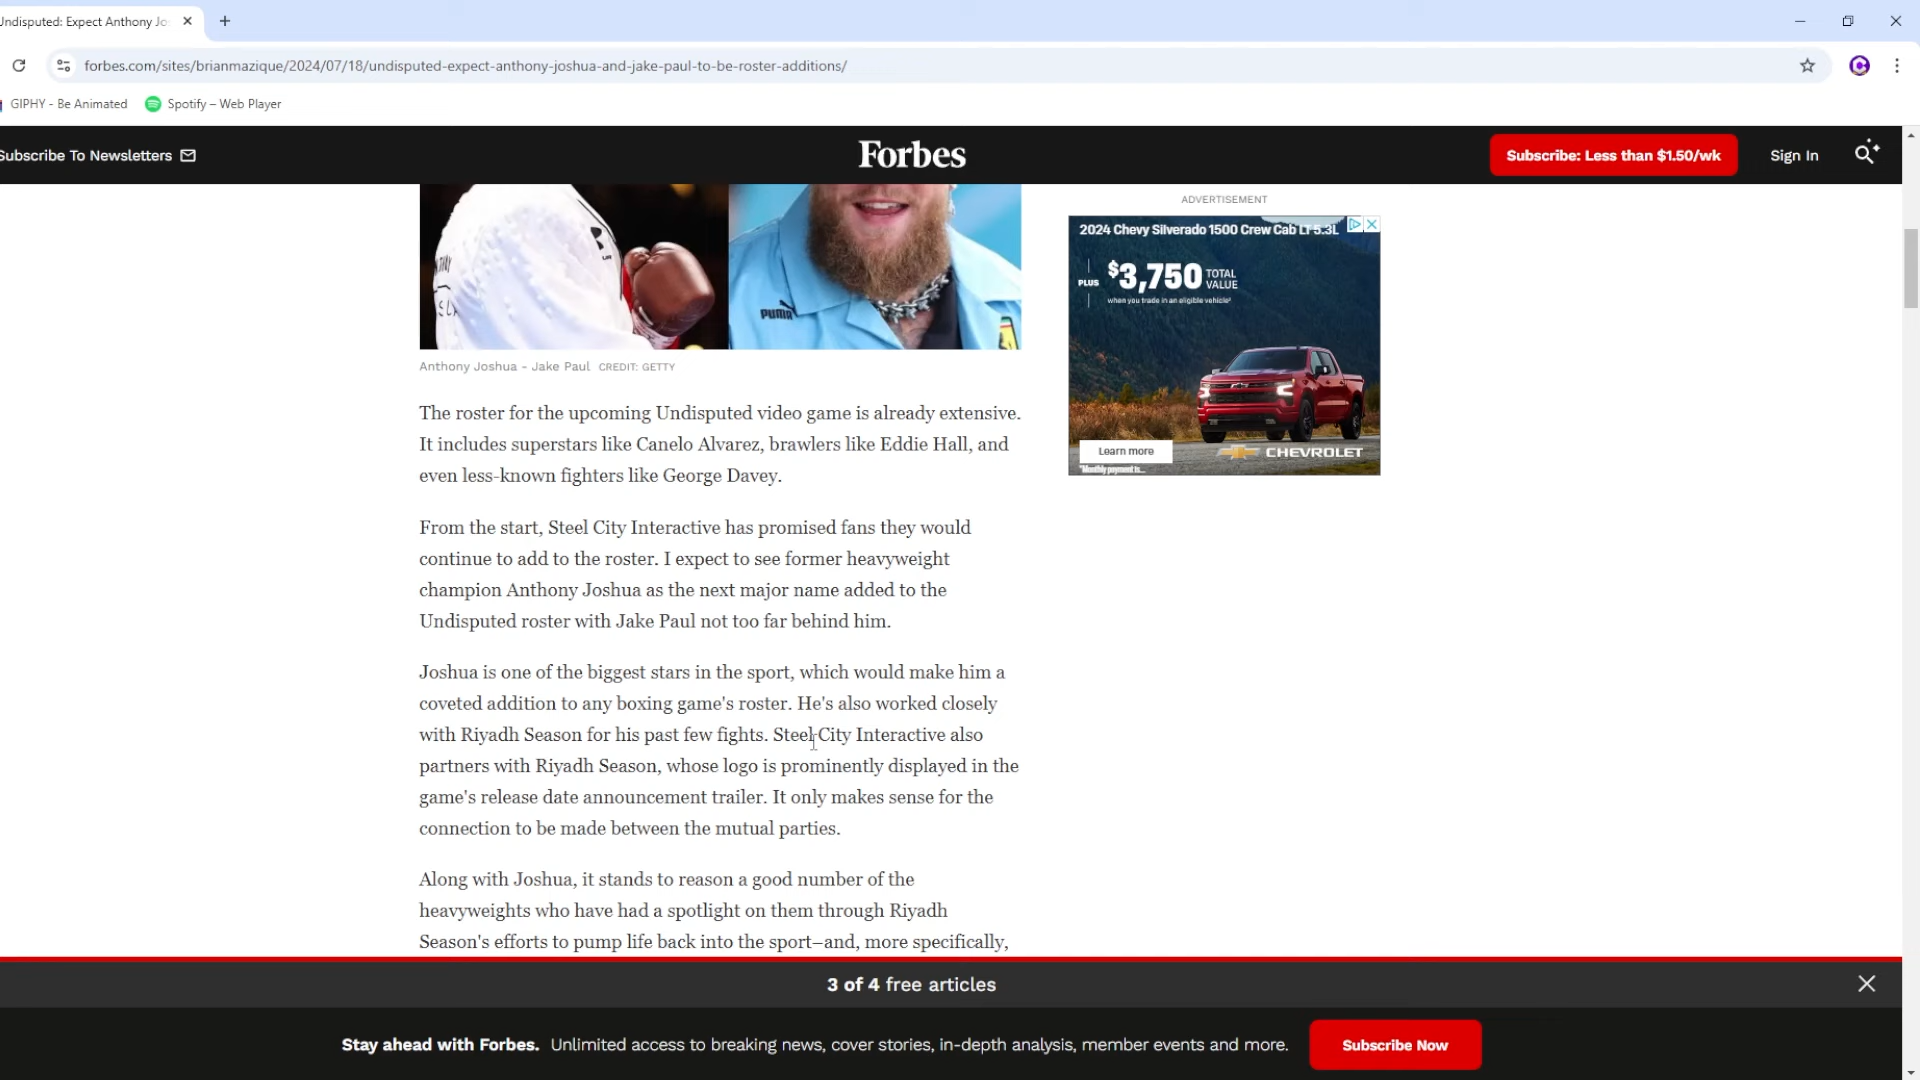 Undisputed: Expect Anthony Jo
forbes.com/sites/brianmazique/2024/07/18/undisputed-expect-anthony-joshua-and-jake-paul-to-be-roster-additions/
GIPHY - Be Animated
Spotify – Web Player
Subscribe To Newsletters
Forbes
Subscribe: Less than $1.50/wk
Sign In
PUMA
Anthony Joshua - Jake Paul CREDIT: GETTY
The roster for the upcoming Undisputed video game is already extensive.
It includes superstars like Canelo Alvarez, brawlers like Eddie Hall, and
even less-known fighters like George Davey.
From the start, Steel City Interactive has promised fans they would
continue to add to the roster. I expect to see former heavyweight
champion Anthony Joshua as the next major name added to the
Undisputed roster with Jake Paul not too far behind him.
Joshua is one of the biggest stars in the sport, which would make him a
coveted addition to any boxing game's roster. He's also worked closely
with Riyadh Season for his past few fights. Steel City Interactive also
partners with Riyadh Season, whose logo is prominently displayed in the
game's release date announcement trailer. It only makes sense for the
connection to be made between the mutual parties.
Along with Joshua, it stands to reason a good number of the
heavyweights who have had a spotlight on them through Riyadh
Season's efforts to pump life back into the sport–and, more specifically,
ADVERTISEMENT
2024 Chevy Silverado 1500 Crew Cab LT 5.3L
PLUS $3,750 TOTAL VALUE
when you trade in an eligible vehicle¹
Learn more
CHEVROLET
*Monthly payment is...
3 of 4 free articles
Stay ahead with Forbes. Unlimited access to breaking news, cover stories, in-depth analysis, member events and more.
Subscribe Now